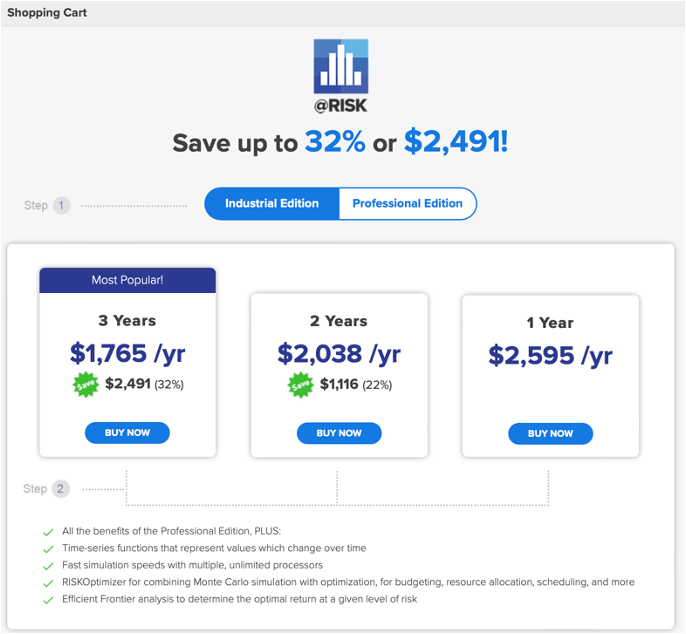 Shopping Cart
@RISK
Save up to 32% or $2,491!
Step 1
Industrial Edition
Professional Edition
Most Popular!
3 Years
$1,765 /yr
Save $2,491 (32%)
BUY NOW
2 Years
$2,038 /yr
Save $1,116 (22%)
BUY NOW
1 Year
$2,595 /yr
BUY NOW
Step 2
All the benefits of the Professional Edition, PLUS:
Time-series functions that represent values which change over time
Fast simulation speeds with multiple, unlimited processors
RISKOptimizer for combining Monte Carlo simulation with optimization, for budgeting, resource allocation, scheduling, and more
Efficient Frontier analysis to determine the optimal return at a given level of risk